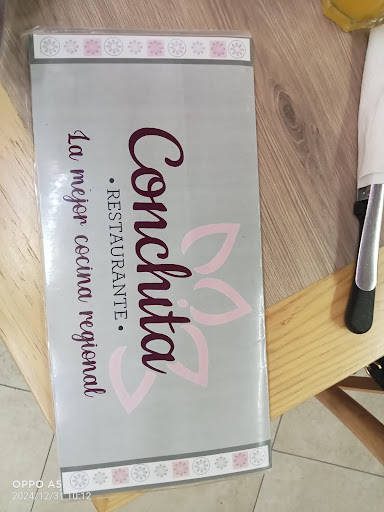 Conchita
• RESTAURANTE •
La mejor cocina regional
OPPO A5
2024/12/31 10:12